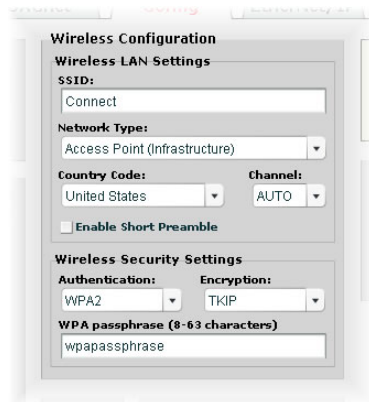 Config
Wireless Configuration
Wireless LAN Settings
SSID:
Connect
Network Type:
Access Point (Infrastructure)
Country Code: Channel:
United States AUTO
Enable Short Preamble
Wireless Security Settings
Authentication: Encryption:
WPA2 TKIP
WPA passphrase (8-63 characters)
wpapassphrase